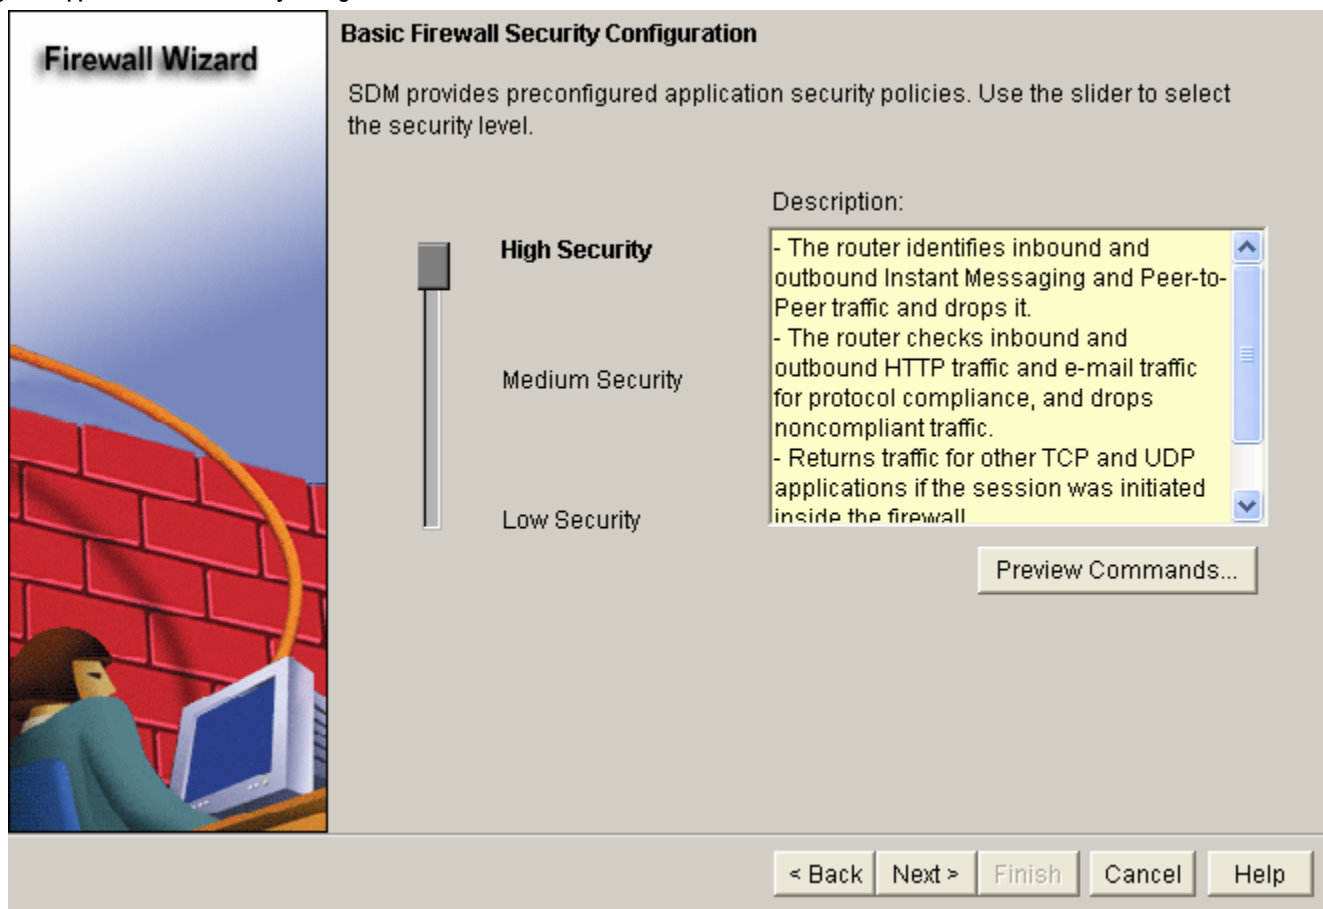 Firewall Wizard
Basic Firewall Security Configuration
SDM provides preconfigured application security policies. Use the slider to select
the security level.
Description:
High Security
Medium Security
Low Security
- The router identifies inbound and
outbound Instant Messaging and Peer-to-
Peer traffic and drops it.
- The router checks inbound and
outbound HTTP traffic and e-mail traffic
for protocol compliance, and drops
noncompliant traffic.
- Returns traffic for other TCP and UDP
applications if the session was initiated
inside the firewall
Preview Commands...
< Back
Next >
Finish
Cancel
Help